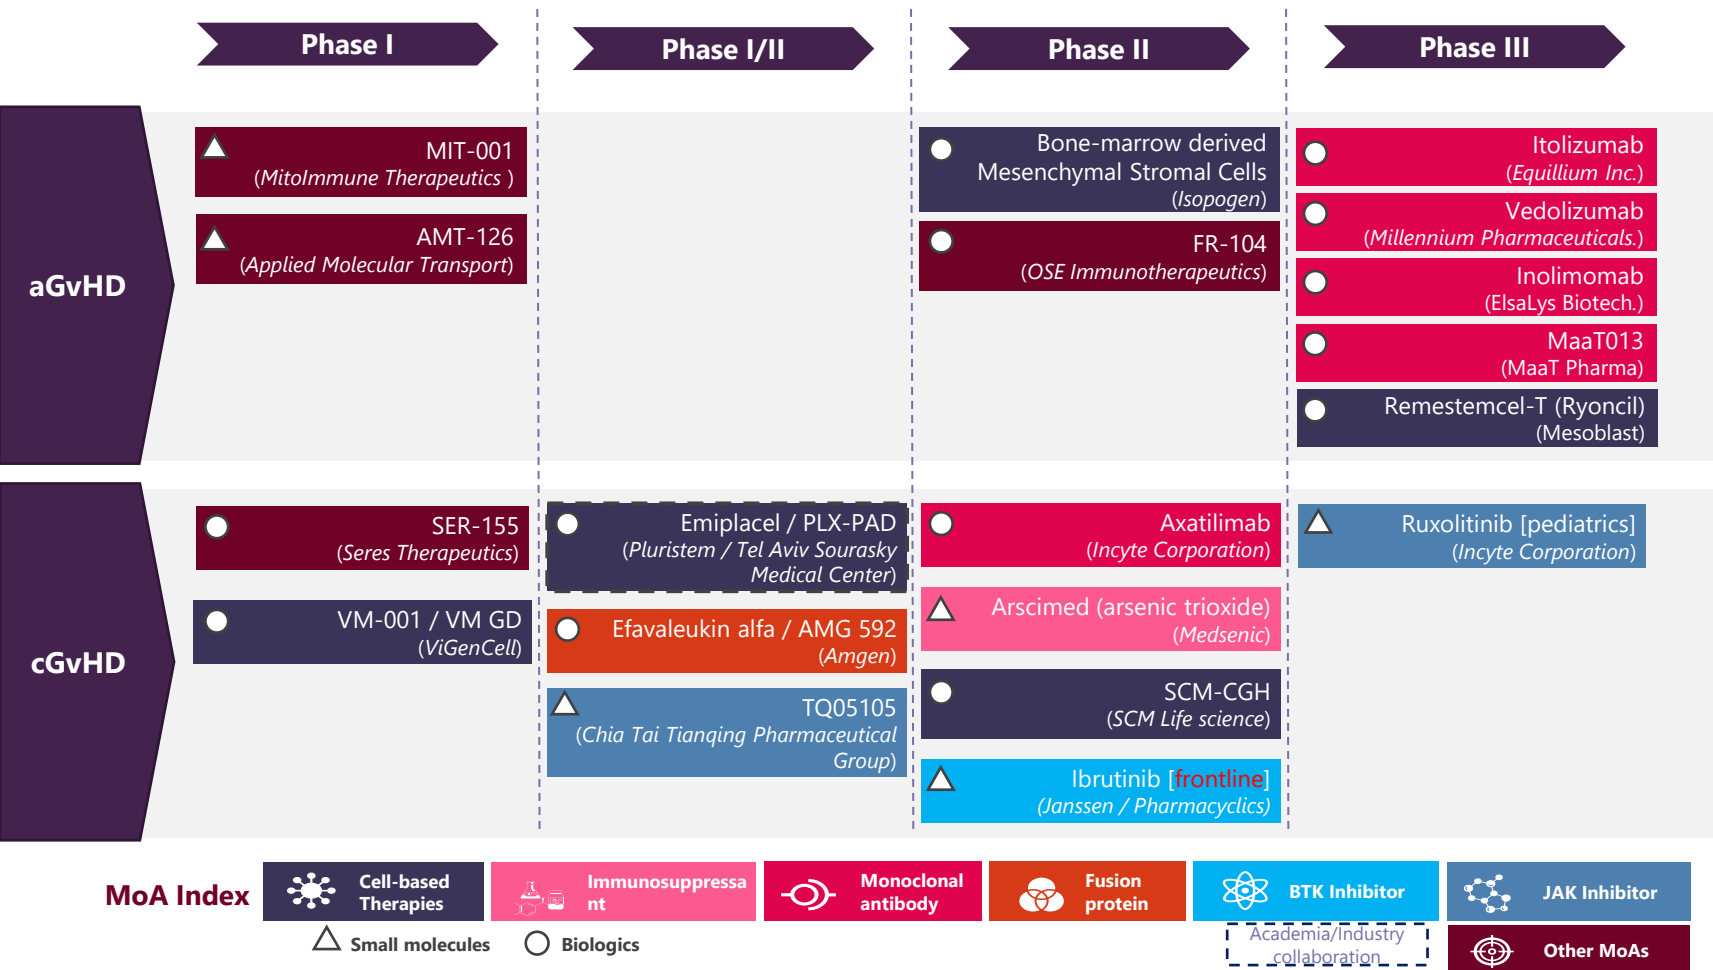 Phase I
Phase I/II
Phase II
Phase III
aGvHD
MIT-001
(MitoImmune Therapeutics )
AMT-126
(Applied Molecular Transport)
Bone-marrow derived
Mesenchymal Stromal Cells
(Isopogen)
FR-104
(OSE Immunotherapeutics)
Itolizumab
(Equillium Inc.)
Vedolizumab
(Millennium Pharmaceuticals.)
Inolimomab
(ElsaLys Biotech.)
MaaT013
(MaaT Pharma)
Remestemcel-T (Ryoncil)
(Mesoblast)
cGvHD
SER-155
(Seres Therapeutics)
VM-001 / VM GD
(ViGenCell)
Emiplacel / PLX-PAD
(Pluristem / Tel Aviv Sourasky
Medical Center)
Efavaleukin alfa / AMG 592
(Amgen)
TQ05105
(Chia Tai Tianqing Pharmaceutical
Group)
Axatilimab
(Incyte Corporation)
Arscimed (arsenic trioxide)
(Medsenic)
SCM-CGH
(SCM Life science)
Ibrutinib [frontline]
(Janssen / Pharmacyclics)
Ruxolitinib [pediatrics]
(Incyte Corporation)
MoA Index
Cell-based
Therapies
Immunosuppressa
nt
Monoclonal
antibody
Fusion
protein
BTK Inhibitor
JAK Inhibitor
Small molecules
Biologics
Academia/Industry
collaboration
Other MoAs